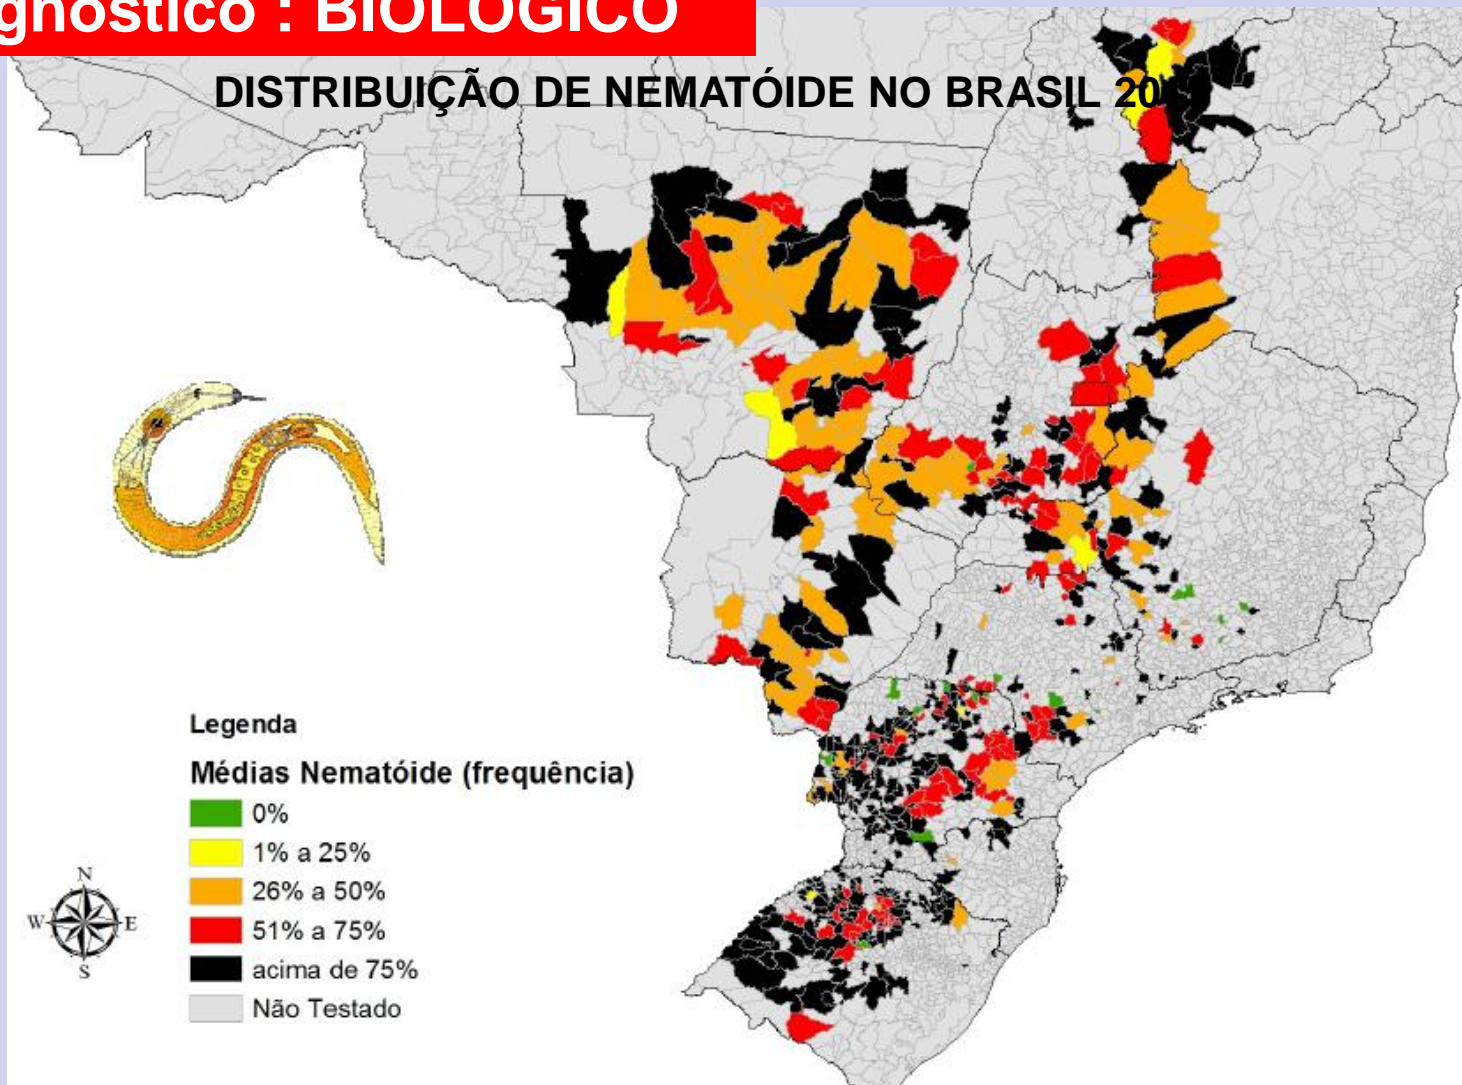 gnóstico : BIOLÓGICO
DISTRIBUIÇÃO DE NEMATÓIDE NO BRASIL 20
Legenda
Médias Nematóide (frequência)
0%
1% a 25%
26% a 50%
51% a 75%
acima de 75%
Não Testado
N
W E
S